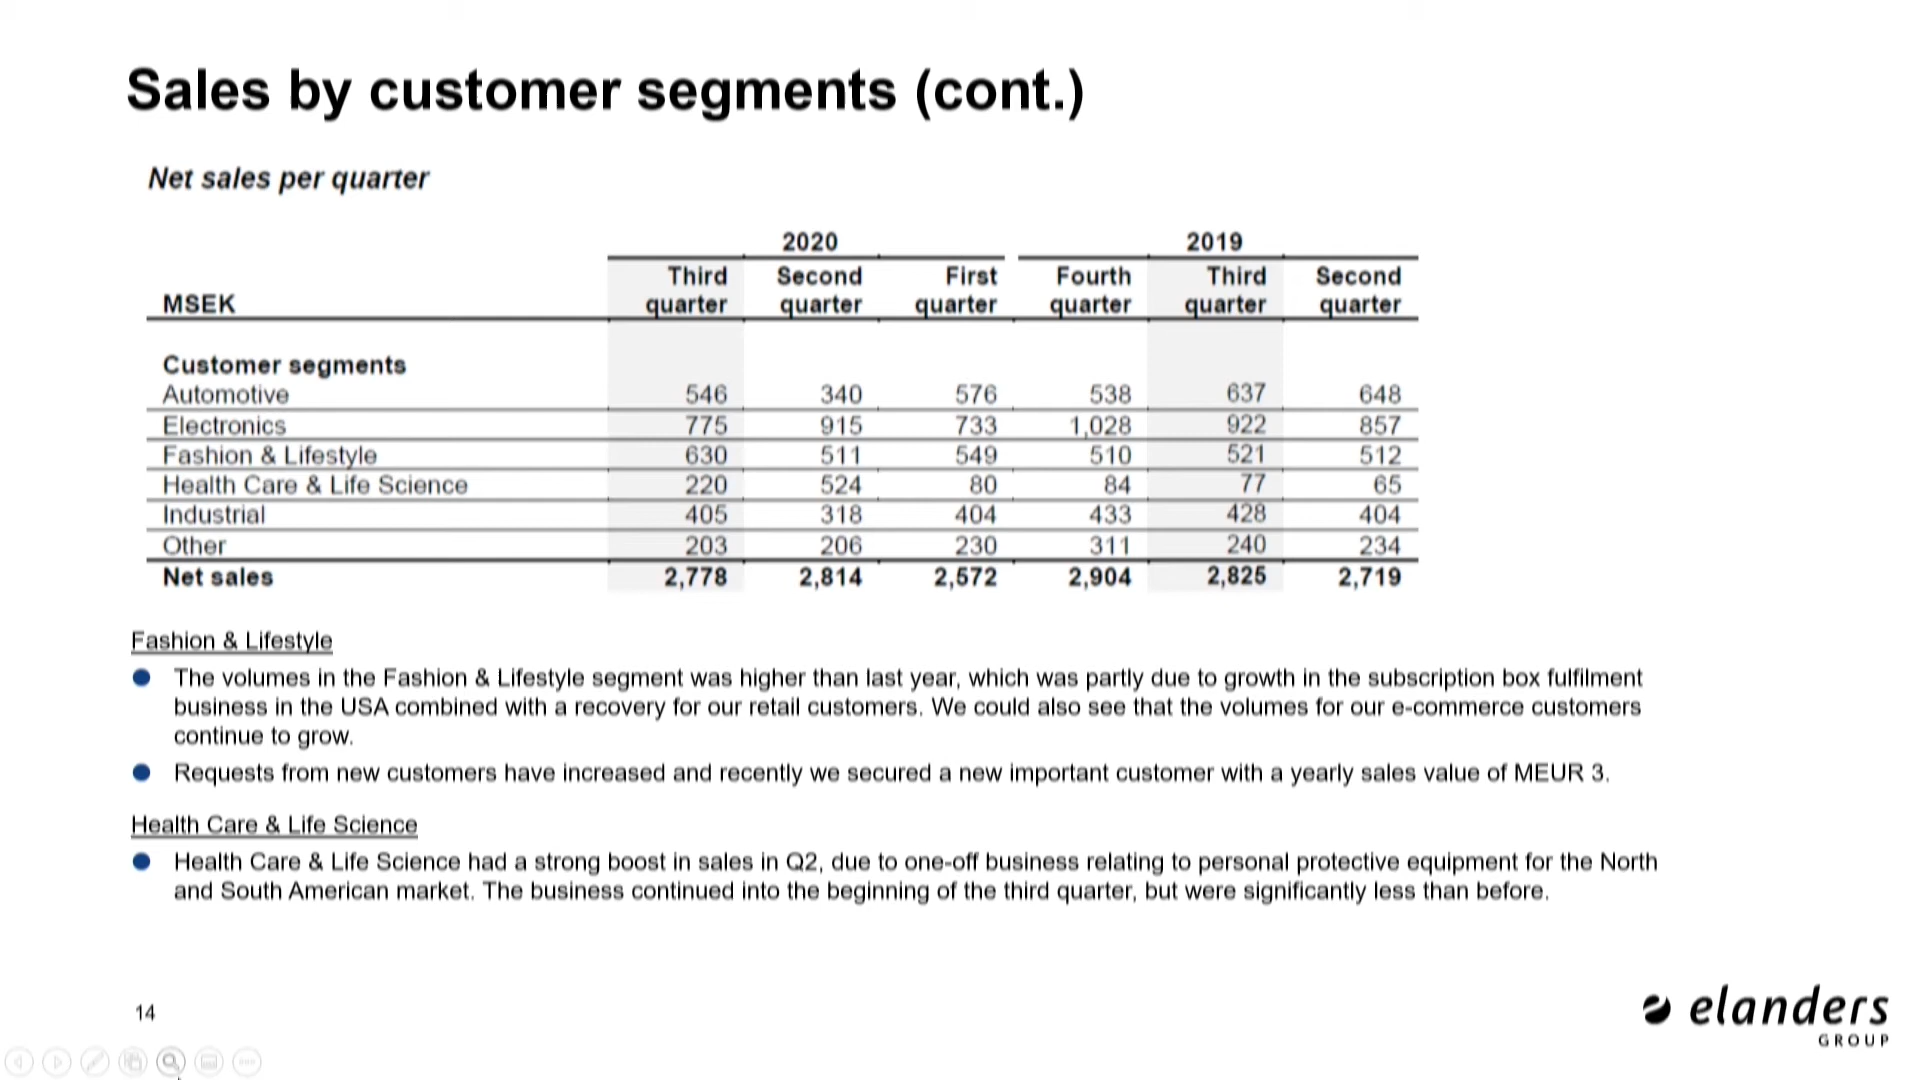 Sales by customer segments (cont.)
Net sales per quarter
2020 2019
Third Second First Fourth Third Second
MSEK quarter quarter quarter quarter quarter quarter
Customer segments
Automotive 546 340 576 538 637 648
Electronics 775 915 733 1,028 922 857
Fashion & Lifestyle 630 511 549 510 521 512
Health Care & Life Science 220 524 80 84 77 65
Industrial 405 318 404 433 428 404
Other 203 206 230 311 240 234
Net sales 2,778 2,814 2,572 2,904 2,825 2,719
Fashion & Lifestyle
The volumes in the Fashion & Lifestyle segment was higher than last year, which was partly due to growth in the subscription box fulfilment
business in the USA combined with a recovery for our retail customers. We could also see that the volumes for our e-commerce customers
continue to grow.
Requests from new customers have increased and recently we secured a new important customer with a yearly sales value of MEUR 3.
Health Care & Life Science
Health Care & Life Science had a strong boost in sales in Q2, due to one-off business relating to personal protective equipment for the North
and South American market. The business continued into the beginning of the third quarter, but were significantly less than before.
14
elanders
GROUP